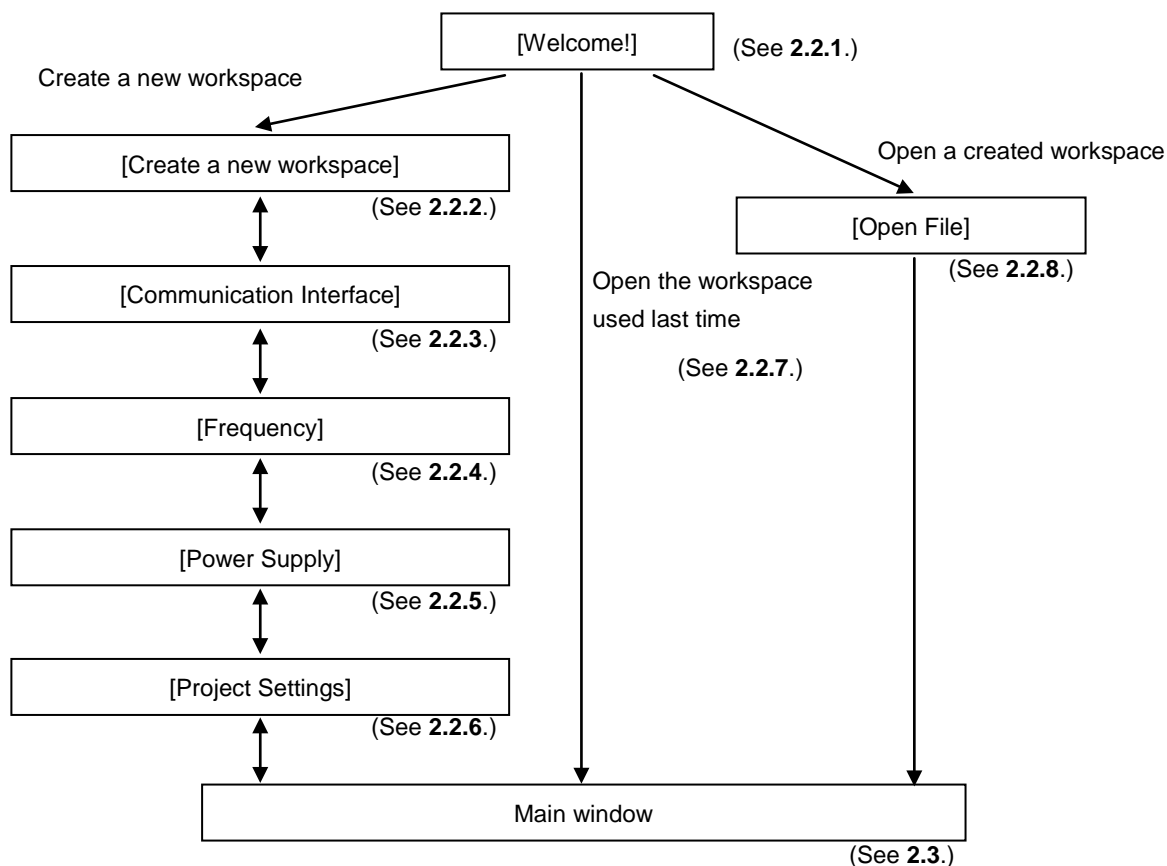 [Welcome!]
(See 2.2.1.)
Create a new workspace
[Create a new workspace]
(See 2.2.2.)
Open a created workspace
[Open File]
(See 2.2.8.)
[Communication Interface]
(See 2.2.3.)
Open the workspace
used last time
(See 2.2.7.)
[Frequency]
(See 2.2.4.)
[Power Supply]
(See 2.2.5.)
[Project Settings]
(See 2.2.6.)
Main window
(See 2.3.)